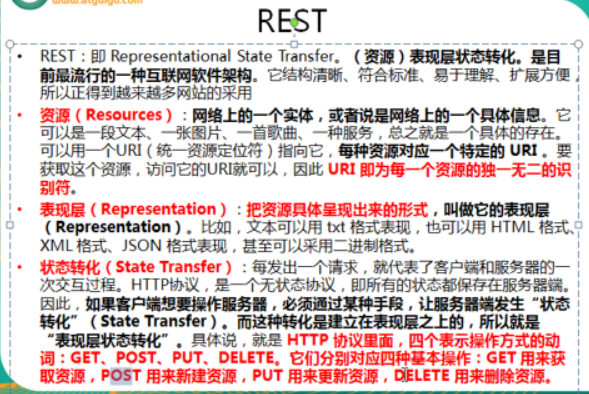 www.atguigu.com
REST
• REST：即 Representational State Transfer。（资源）表现层状态转化。是目
前最流行的一种互联网软件架构。它结构清晰、符合标准、易于理解、扩展方便，
所以正得到越来越多网站的采用
• 资源（Resources）：网络上的一个实体，或者说是网络上的一个具体信息。它
可以是一段文本、一张图片、一首歌曲、一种服务，总之就是一个具体的存在。
可以用一个URI（统一资源定位符）指向它，每种资源对应一个特定的 URI 。要
获取这个资源，访问它的URI就可以，因此 URI 即为每一个资源的独一无二的识
别符。
• 表现层（Representation）：把资源具体呈现出来的形式，叫做它的表现层
（Representation）。比如，文本可以用 txt 格式表现，也可以用 HTML 格式、
XML 格式、JSON 格式表现，甚至可以采用二进制格式。
• 状态转化（State Transfer）：每发出一个请求，就代表了客户端和服务器的一
次交互过程。HTTP协议，是一个无状态协议，即所有的状态都保存在服务器端。
因此，如果客户端想要操作服务器，必须通过某种手段，让服务器端发生“状态
转化”（State Transfer）。而这种转化是建立在表现层之上的，所以就是
“表现层状态转化”。具体说，就是 HTTP 协议里面，四个表示操作方式的动
词：GET、POST、PUT、DELETE。它们分别对应四种基本操作：GET 用来获
取资源，POST 用来新建资源，PUT 用来更新资源，DELETE 用来删除资源。